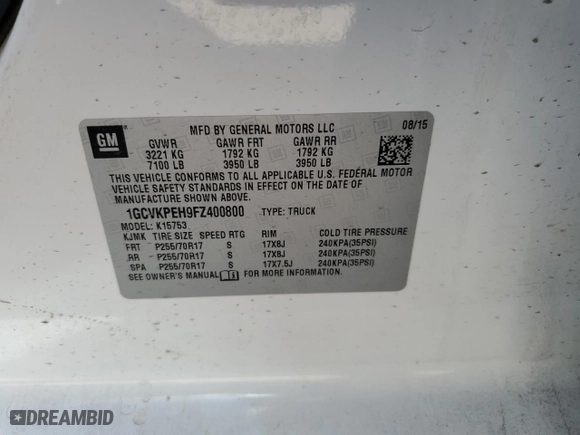 GM
MFD BY GENERAL MOTORS LLC 08/15
GVWR GAWR FRT GAWR RR
3221 KG 1792 KG 1792 KG
7100 LB 3950 LB 3950 LB
THIS VEHICLE CONFORMS TO ALL APPLICABLE U.S. FEDERAL MOTOR
VEHICLE SAFETY STANDARDS IN EFFECT ON THE DATE OF
MANUFACTURE SHOWN ABOVE.
1GCVKPEH9FZ400800 TYPE: TRUCK
MODEL: K15753
KJMK TIRE SIZE SPEED RTG RIM COLD TIRE PRESSURE
FRT P255/70R17 S 17X8J 240KPA(35PSI)
RR P255/70R17 S 17X8J 240KPA(35PSI)
SPA P255/70R17 S 17X7.5J 240KPA(35PSI)
SEE OWNER'S MANUAL FOR MORE INFORMATION.
DREAMBID